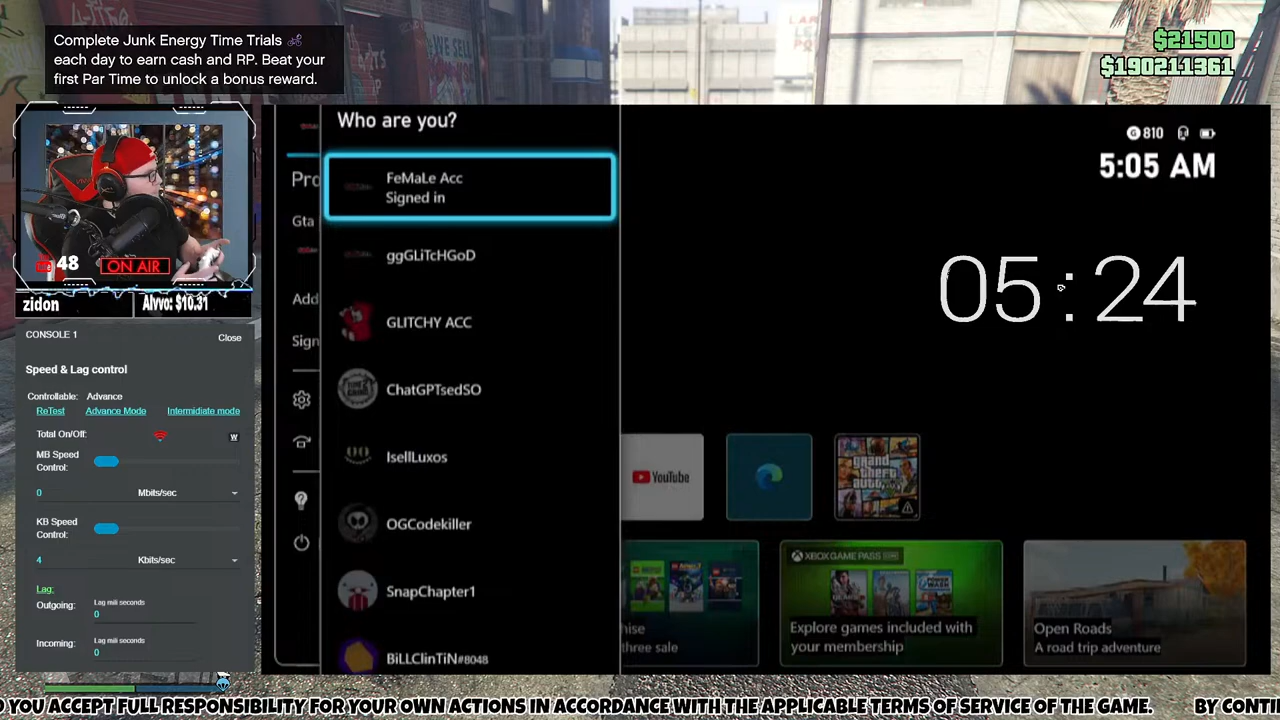 Complete Junk Energy Time Trials
each day to earn cash and RP. Beat your
first Par Time to unlock a bonus reward.
$21500
$190211361
48
ON AIR
zidon
Alyvo: $10.31
CONSOLE 1
Close
Speed & Lag control
Controllable: Advance
ReTest
Advance Mode
Intermidiate mode
Total On/Off:
W
MB Speed
Control:
0
Mbits/sec
KB Speed
Control:
4
Kbits/sec
Lag:
Outgoing:
Lag mili seconds
0
Incoming:
Lag mili seconds
0
Pro
Gta
Add
Sign
Who are you?
FeMaLe Acc
Signed in
ggGLiTcHGoD
GLITCHY ACC
ChatGPTsedSO
IsellLuxos
OGCodekiller
SnapChapter1
BiLLClinTiN#8048
G 810
5:05 AM
05:24
YouTube
grand
theft
auto
hise
three sale
XBOX GAME PASS
Explore games included with
your membership
Open Roads
A road trip adventure
O YOU ACCEPT FULL RESPONSIBILITY FOR YOUR OWN ACTIONS IN ACCORDANCE WITH THE APPLICABLE TERMS OF SERVICE OF THE GAME. BY CONTI